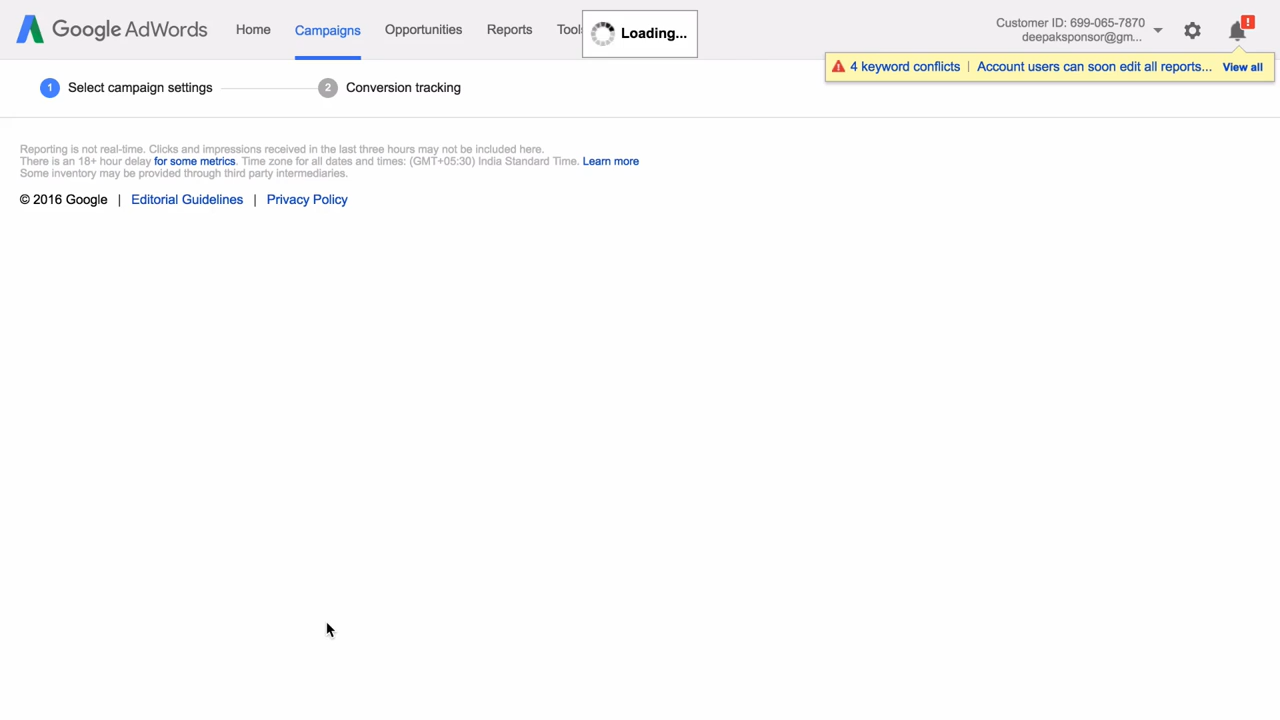 Google AdWords Home Campaigns Opportunities Reports Loading...
Customer ID: 699-065-7870
deepaksponsor@gm...
!
4 keyword conflicts | Account users can soon edit all reports... View all
1 Select campaign settings 2 Conversion tracking
Reporting is not real-time. Clicks and impressions received in the last three hours may not be included here.
There is an 18+ hour delay for some metrics. Time zone for all dates and times: (GMT+05:30) India Standard Time. Learn more
Some inventory may be provided through third party intermediaries.
© 2016 Google | Editorial Guidelines | Privacy Policy